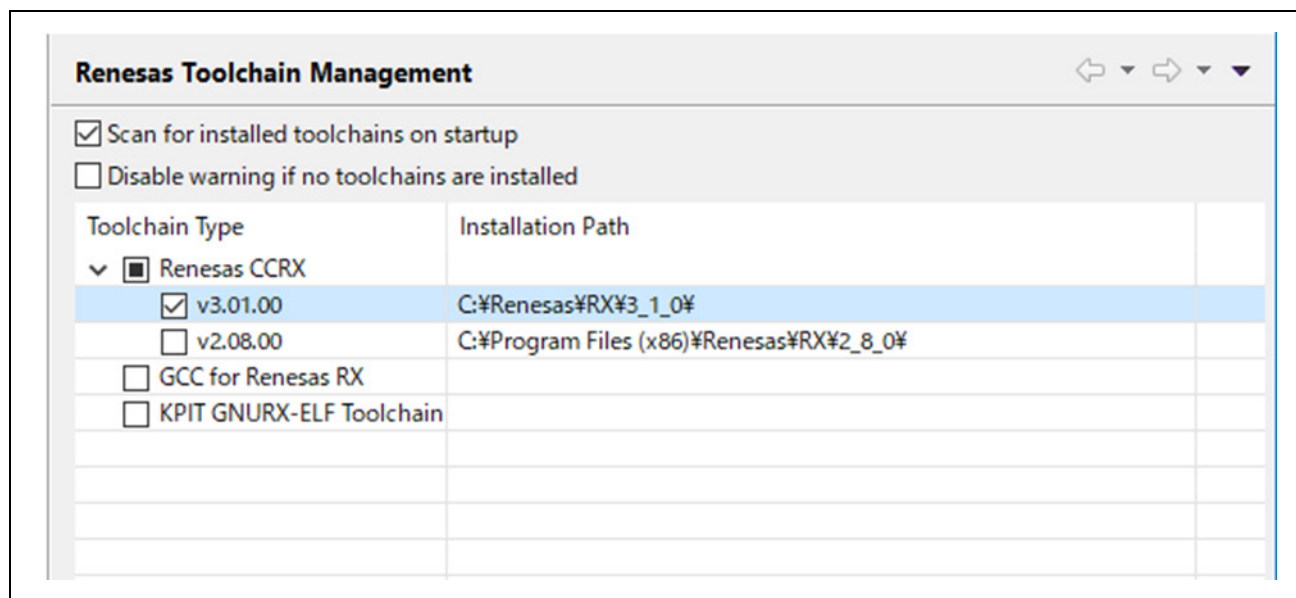 Renesas Toolchain Management
Scan for installed toolchains on startup
Disable warning if no toolchains are installed
Toolchain Type Installation Path
Renesas CCRX
v3.01.00 C:¥Renesas¥RX¥3_1_0¥
v2.08.00 C:¥Program Files (x86)¥Renesas¥RX¥2_8_0¥
GCC for Renesas RX
KPIT GNURX-ELF Toolchain